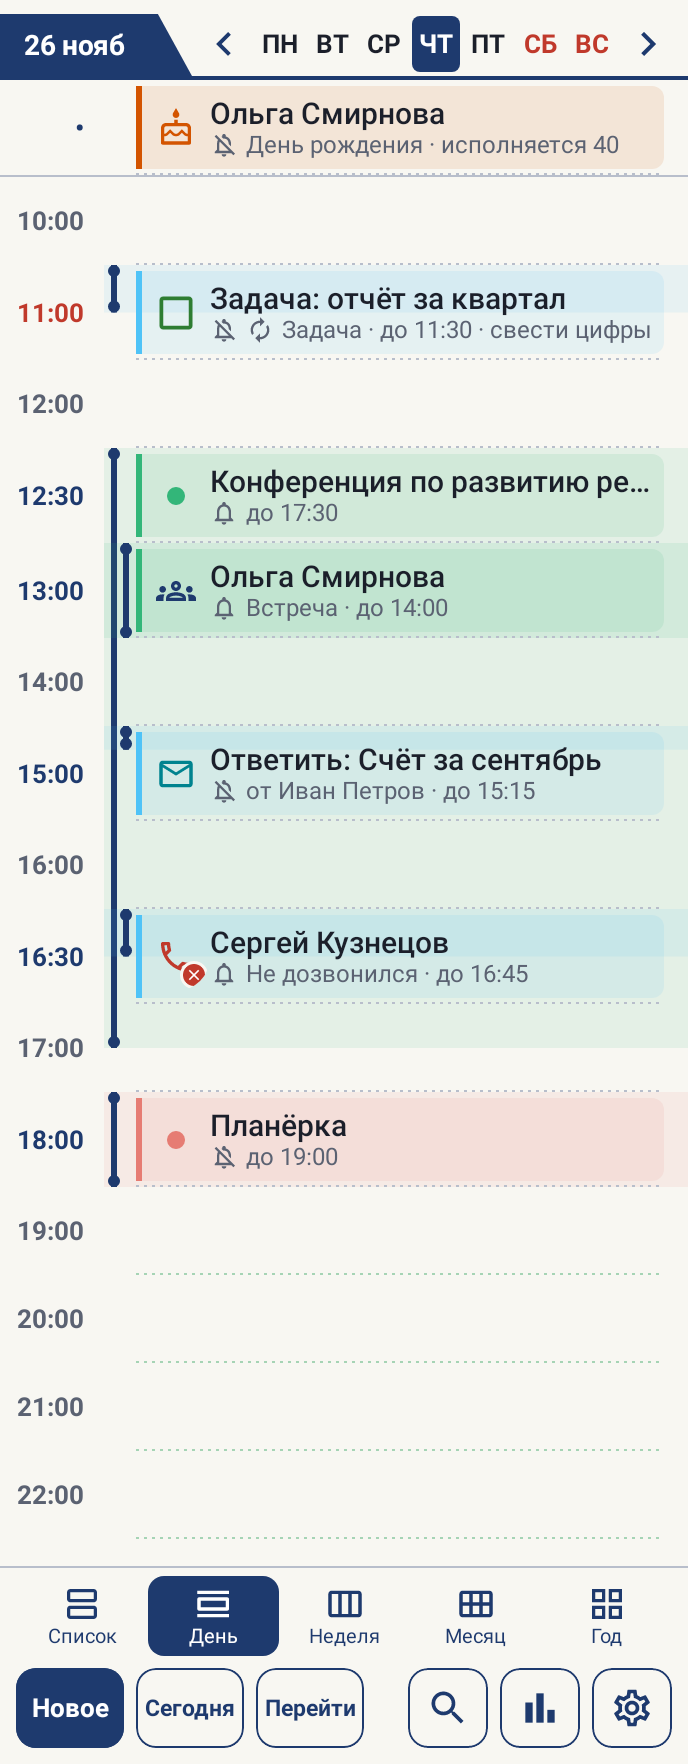 26 нояб
ПН ВТ СР ЧТ ПТ СБ ВС
Ольга Смирнова
День рождения · исполняется 40
10:00
11:00
Задача: отчёт за квартал
Задача · до 11:30 · свести цифры
12:00
12:30
Конференция по развитию ре…
до 17:30
13:00
Ольга Смирнова
Встреча · до 14:00
14:00
15:00
Ответить: Счёт за сентябрь
от Иван Петров · до 15:15
16:00
16:30
Сергей Кузнецов
Не дозвонился · до 16:45
17:00
18:00
Планёрка
до 19:00
19:00
20:00
21:00
22:00
Список День Неделя Месяц Год
Новое Сегодня Перейти